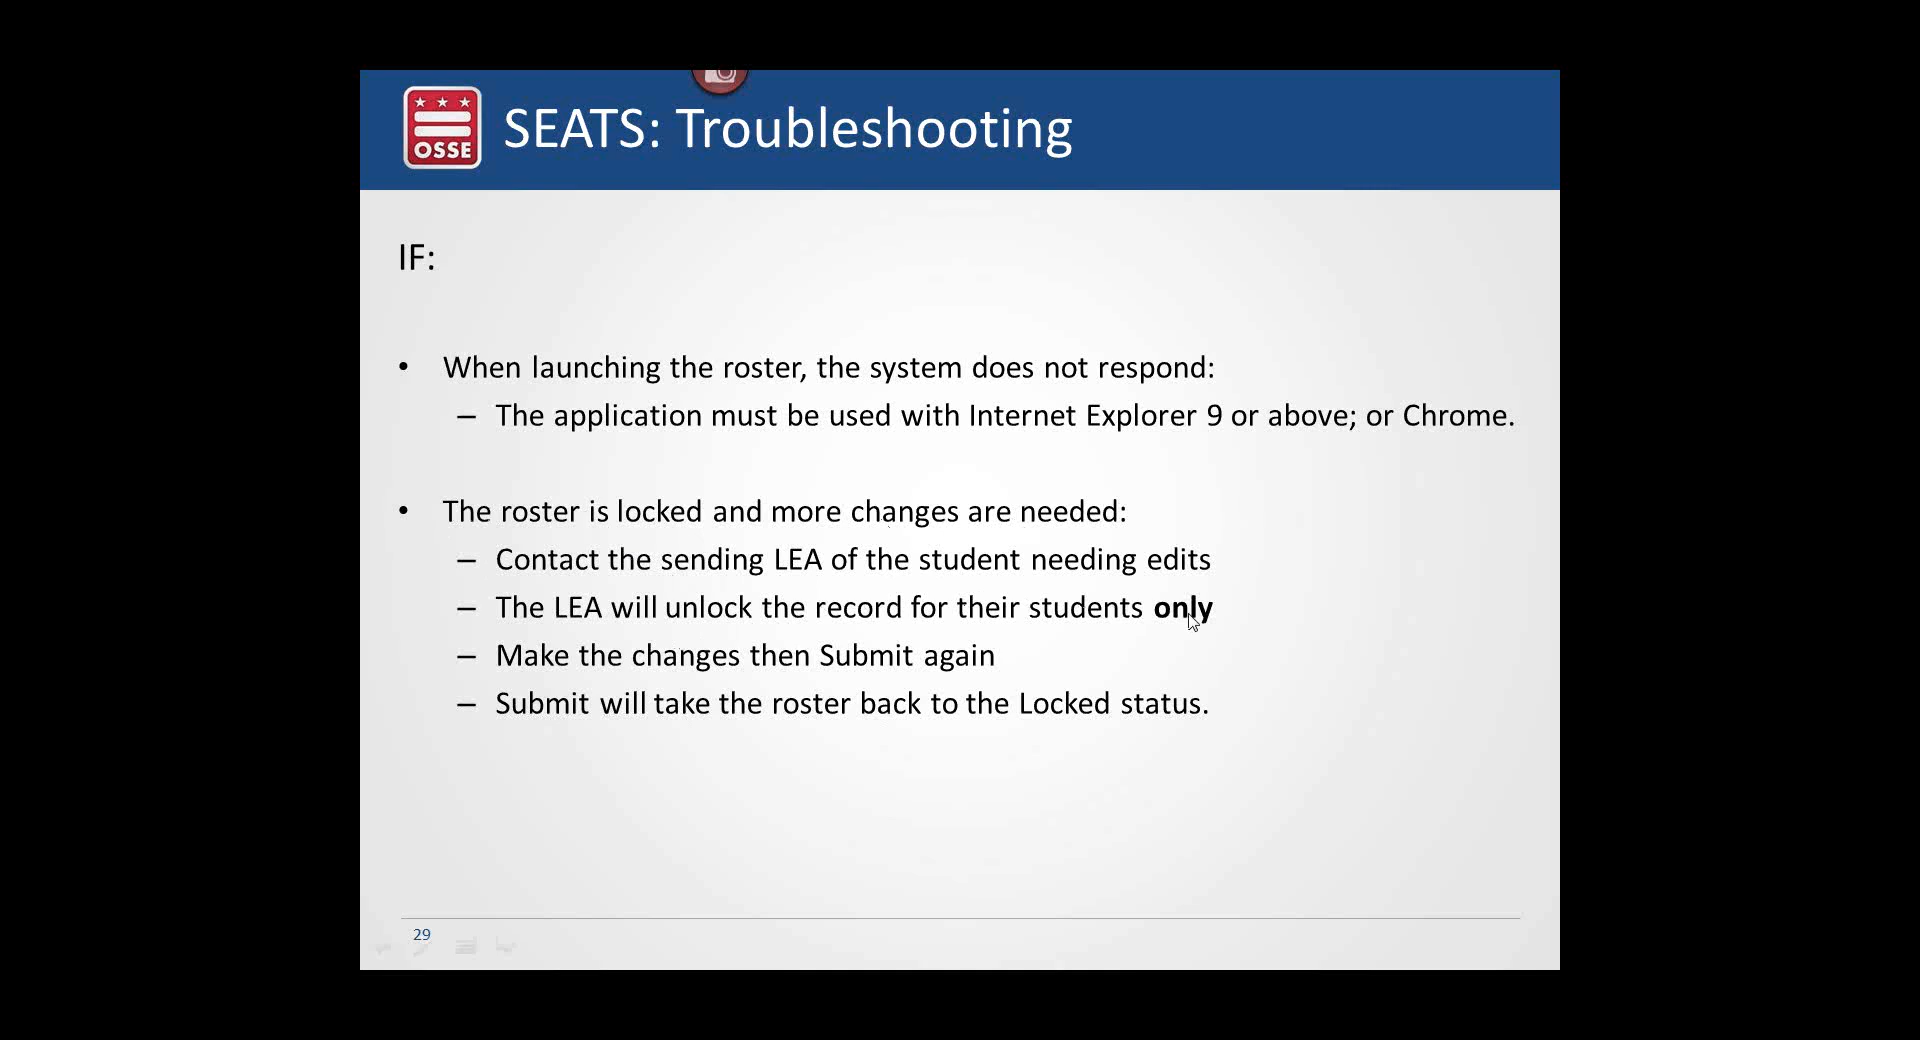 OSSE
SEATS: Troubleshooting
IF:
• When launching the roster, the system does not respond:
– The application must be used with Internet Explorer 9 or above; or Chrome.
• The roster is locked and more changes are needed:
– Contact the sending LEA of the student needing edits
– The LEA will unlock the record for their students only
– Make the changes then Submit again
– Submit will take the roster back to the Locked status.
29